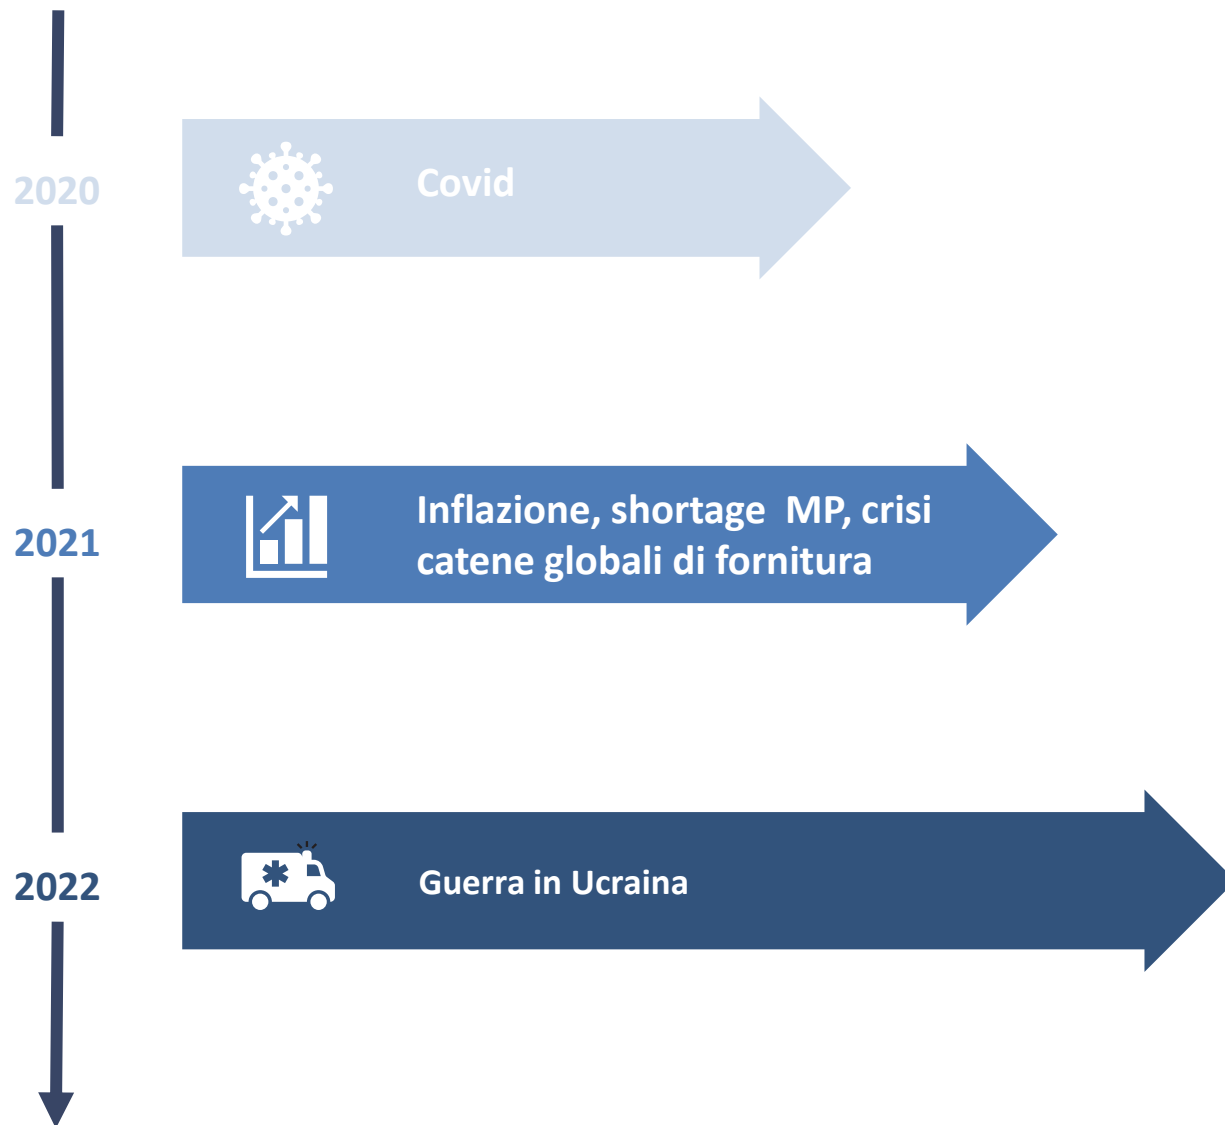 2020
Covid
2021
Inflazione, shortage  MP, crisi
catene globali di fornitura
2022
Guerra in Ucraina